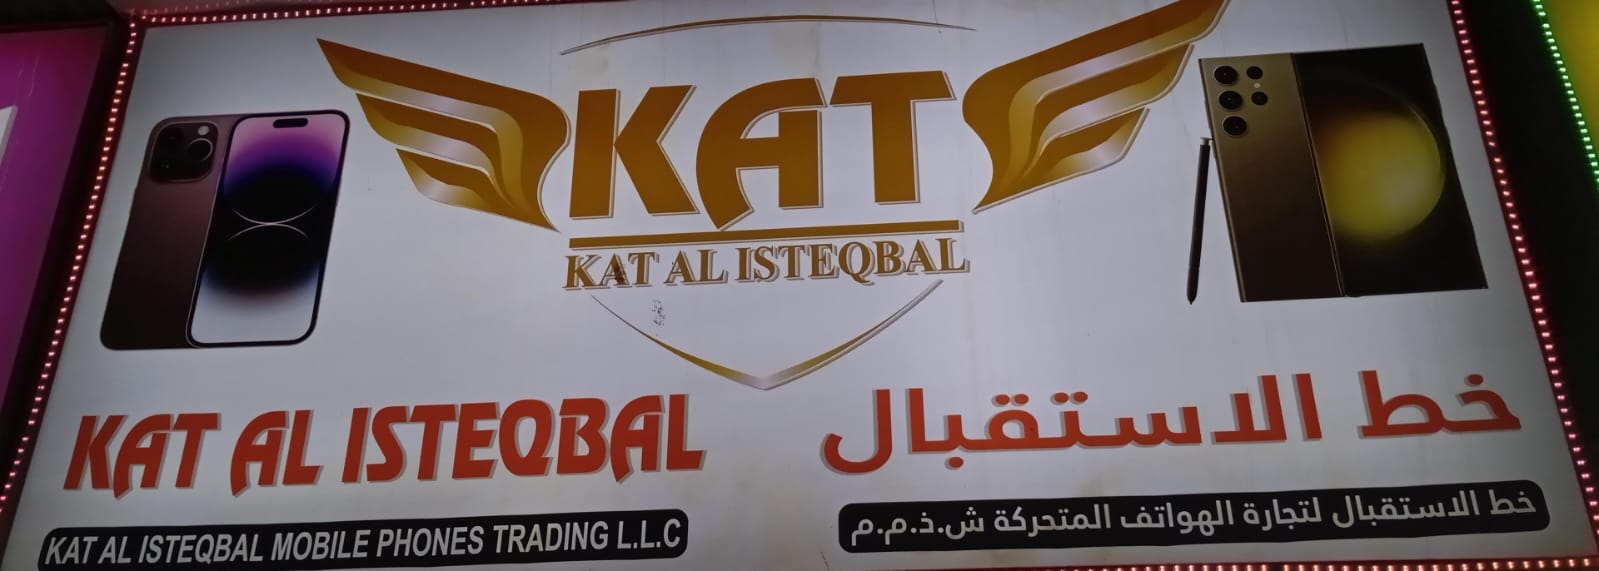 KAT
KAT AL ISTEQBAL
KAT AL ISTEQBAL
خط الاستقبال
KAT AL ISTEQBAL MOBILE PHONES TRADING L.L.C
خط الاستقبال لتجارة الهواتف المتحركة ش.ذ.م.م